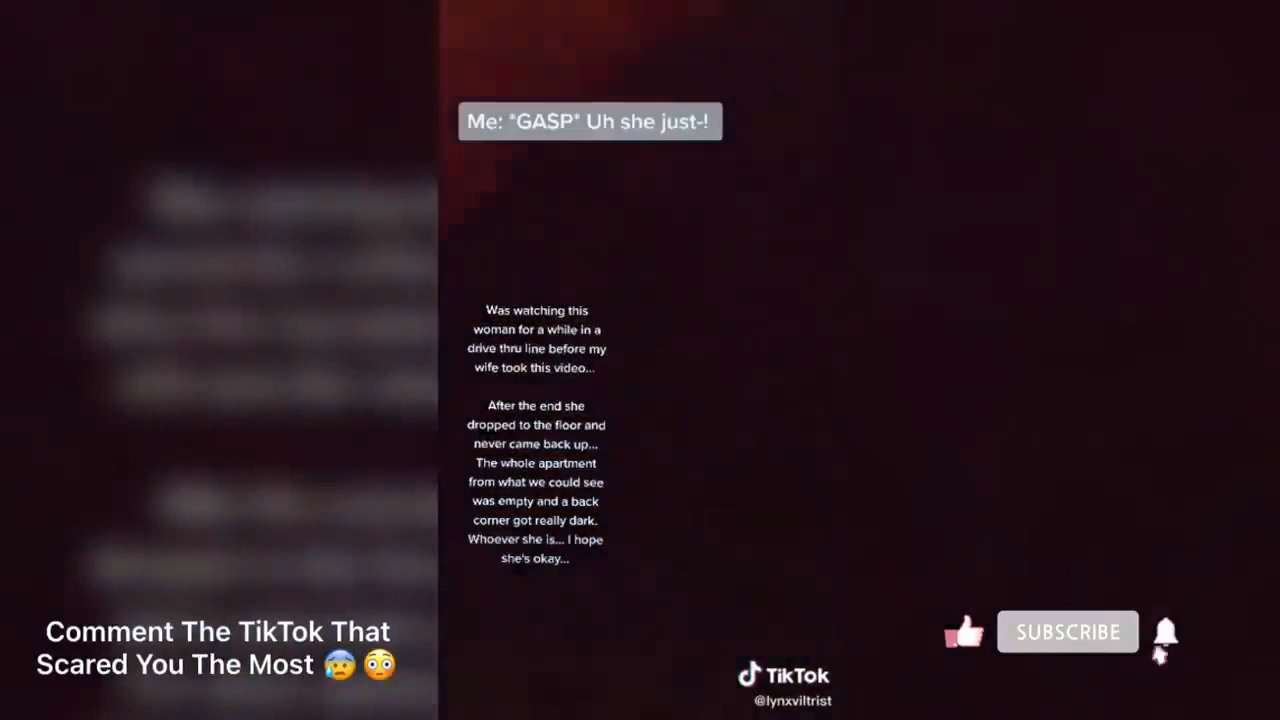 Me: *GASP* Uh she just-!
Was watching this
woman for a while in a
drive thru line before my
wife took this video...
After the end she
dropped to the floor and
never came back up...
The whole apartment
from what we could see
was empty and a back
corner got really dark.
Whoever she is... I hope
she's okay...
Comment The TikTok That
Scared You The Most 😰 😳
SUBSCRIBE
TikTok
@lynxviltrist